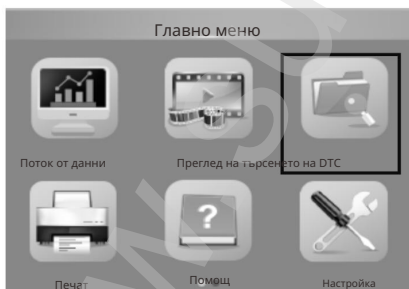 Главно меню
Поток от данни
Преглед на търсенето на DTC
Печат
Помощ
Настройка